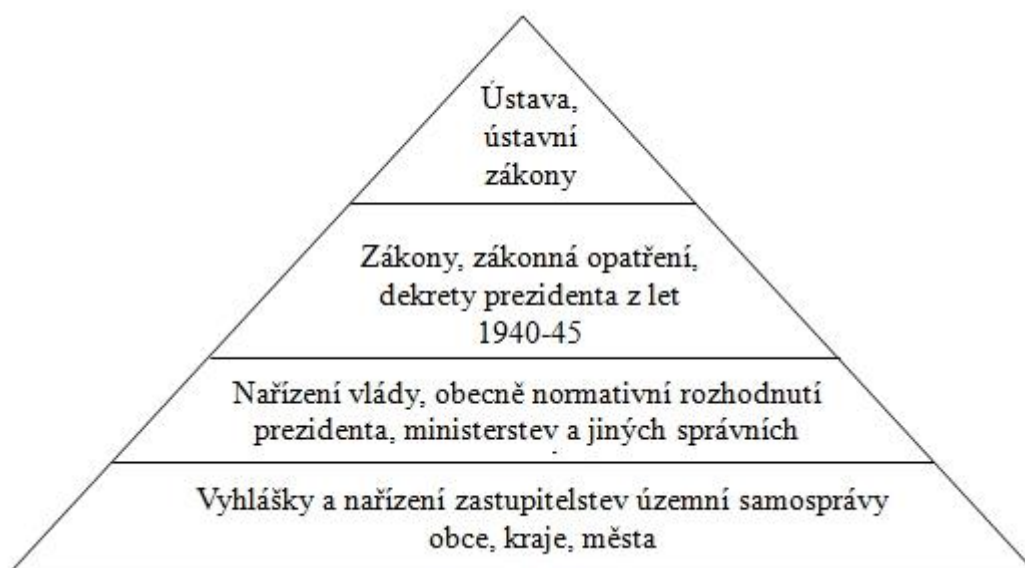 Ústava,
ústavní
zákony
Zákony, zákonná opatření,
dekrety prezidenta z let
1940-45
Nařízení vlády, obecně normativní rozhodnutí
prezidenta, ministerstev a jiných správních
Vyhlášky a nařízení zastupitelstev územní samosprávy
obce, kraje, města